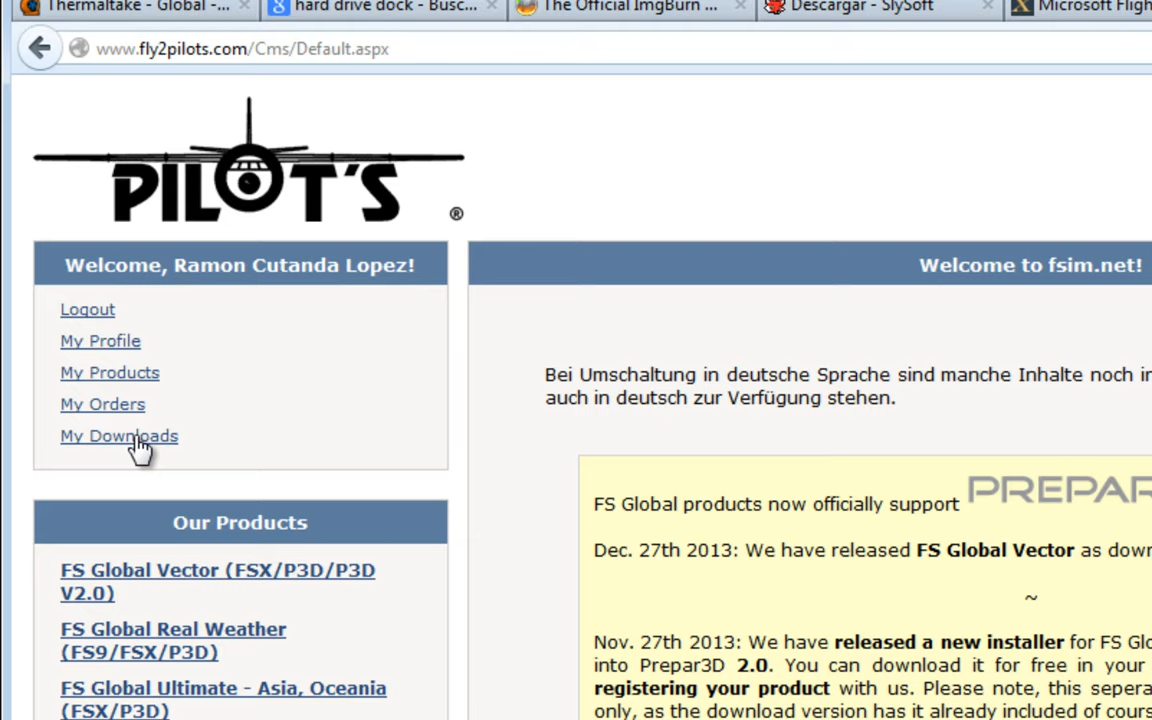 Thermaltake - Global -...
hard drive dock - Busc...
The Official ImgBurn ...
Descargar - SlySoft
Microsoft Fligh
www.fly2pilots.com/Cms/Default.aspx
PILOT'S ®
Welcome, Ramon Cutanda Lopez!
Logout
My Profile
My Products
My Orders
My Downloads
Our Products
FS Global Vector (FSX/P3D/P3D
V2.0)
FS Global Real Weather
(FS9/FSX/P3D)
FS Global Ultimate - Asia, Oceania
(FSX/P3D)
Welcome to fsim.net!
Bei Umschaltung in deutsche Sprache sind manche Inhalte noch in
auch in deutsch zur Verfügung stehen.
FS Global products now officially support PREPAR
Dec. 27th 2013: We have released FS Global Vector as down
~
Nov. 27th 2013: We have released a new installer for FS Glo
into Prepar3D 2.0. You can download it for free in your
registering your product with us. Please note, this sepera
only, as the download version has it already included of cours